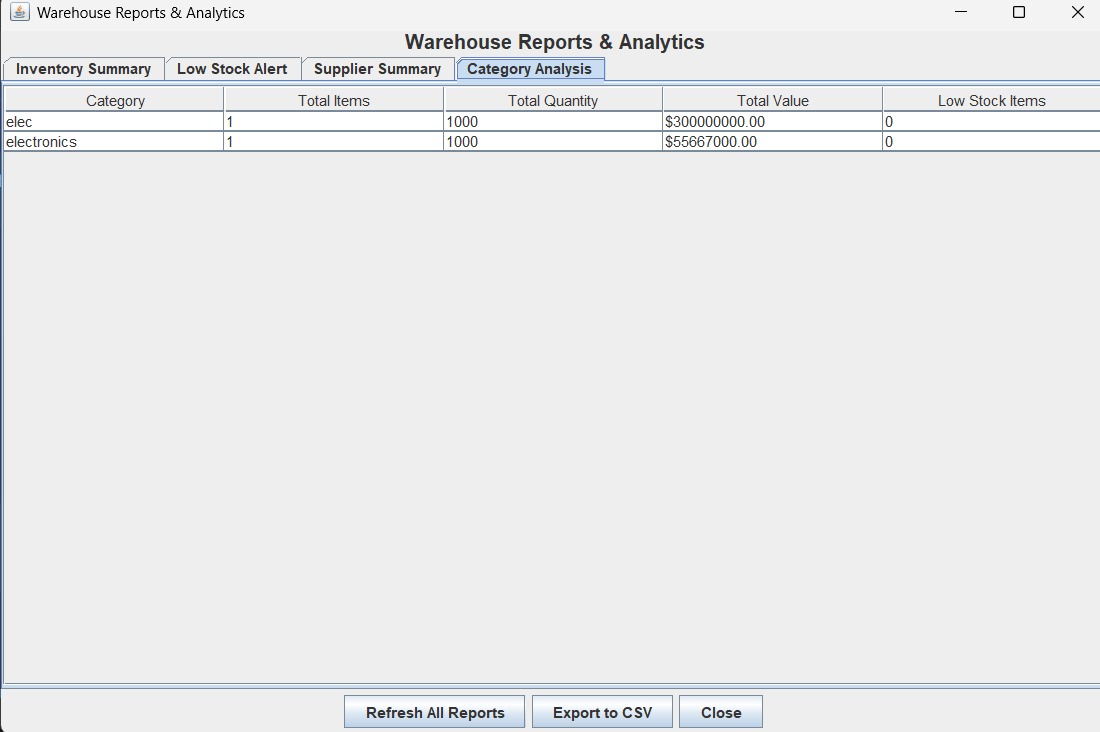 Warehouse Reports & Analytics
Warehouse Reports & Analytics
Inventory Summary Low Stock Alert Supplier Summary Category Analysis
Category Total Items Total Quantity Total Value Low Stock Items
elec 1 1000 $300000000.00 0
electronics 1 1000 $55667000.00 0
Refresh All Reports Export to CSV Close